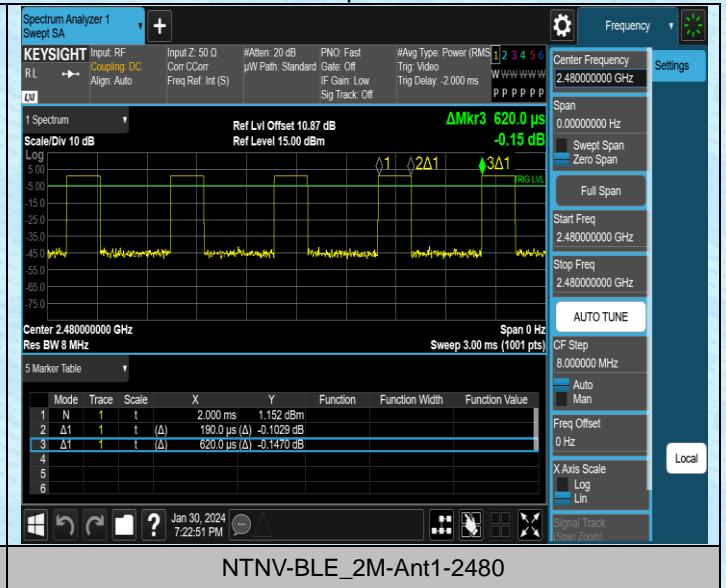 Spectrum Analyzer 1
Swept SA
+
Frequency
KEYSIGHT
RL
LXI
Input: RF
Coupling: DC
Align: Auto
Input Z: 50 Ω
Corr CCorr
Freq Ref: Int (S)
#Atten: 20 dB
µW Path: Standard
PNO: Fast
Gate: Off
IF Gain: Low
Sig Track: Off
#Avg Type: Power (RMS
Trig: Video
Trig Delay: -2.000 ms
1 2 3 4 5 6
W W W W W W
P P P P P P
1 Spectrum
Scale/Div 10 dB
Ref Lvl Offset 10.87 dB
Ref Level 15.00 dBm
ΔMkr3 620.0 µs
-0.15 dB
Log
5.00
-5.00
-15.0
-25.0
-35.0
-45.0
-55.0
-65.0
-75.0
1
2Δ1
3Δ1
TRIG LVL
Center 2.480000000 GHz
Res BW 8 MHz
Span 0 Hz
Sweep 3.00 ms (1001 pts)
5 Marker Table
Mode Trace Scale X Y Function Function Width Function Value
1 N 1 t 2.000 ms 1.152 dBm
2 Δ1 1 t (Δ) 190.0 µs (Δ) -0.1029 dB
3 Δ1 1 t (Δ) 620.0 µs (Δ) -0.1470 dB
4
5
6
Center Frequency
2.480000000 GHz
Settings
Span
0.00000000 Hz
Swept Span
Zero Span
Full Span
Start Freq
2.480000000 GHz
Stop Freq
2.480000000 GHz
AUTO TUNE
CF Step
8.000000 MHz
Auto
Man
Freq Offset
0 Hz
X Axis Scale
Log
Lin
Signal Track
(Span Zoom)
Local
?
Jan 30, 2024
7:22:51 PM
NTNV-BLE_2M-Ant1-2480